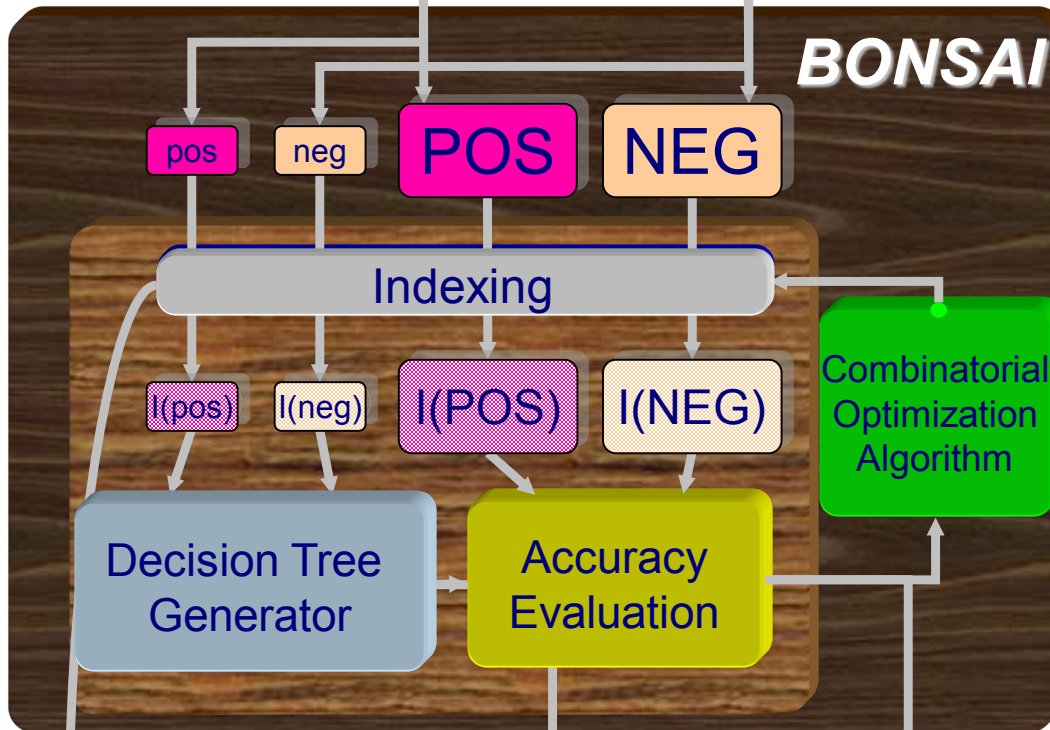 BONSAI
pos
neg
POS
NEG
Indexing
I(pos)
I(neg)
I(POS)
I(NEG)
Combinatorial
Optimization
Algorithm
Decision Tree
Generator
Accuracy
Evaluation